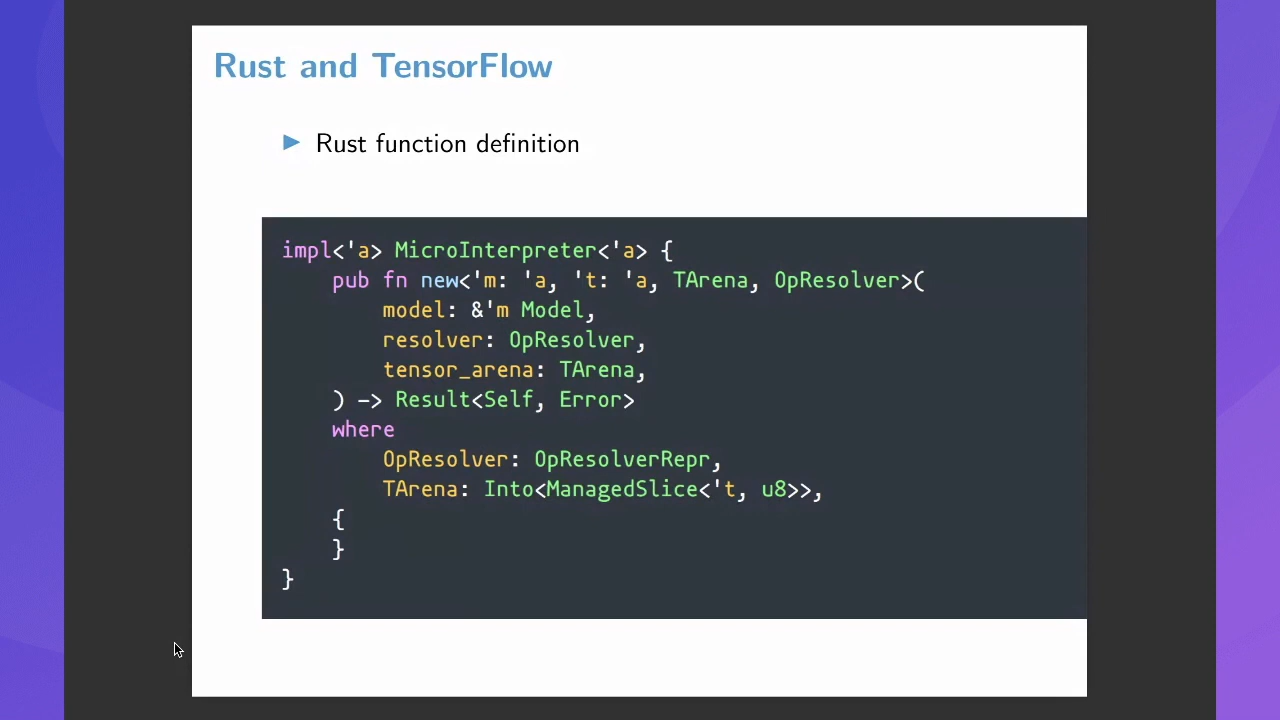 Rust and TensorFlow
▶ Rust function definition
impl<'a> MicroInterpreter<'a> {
    pub fn new<'m: 'a, 't: 'a, TArena, OpResolver>(
        model: &'m Model,
        resolver: OpResolver,
        tensor_arena: TArena,
    ) -> Result<Self, Error>
    where
        OpResolver: OpResolverRepr,
        TArena: Into<ManagedSlice<'t, u8>>,
    {
    }
}